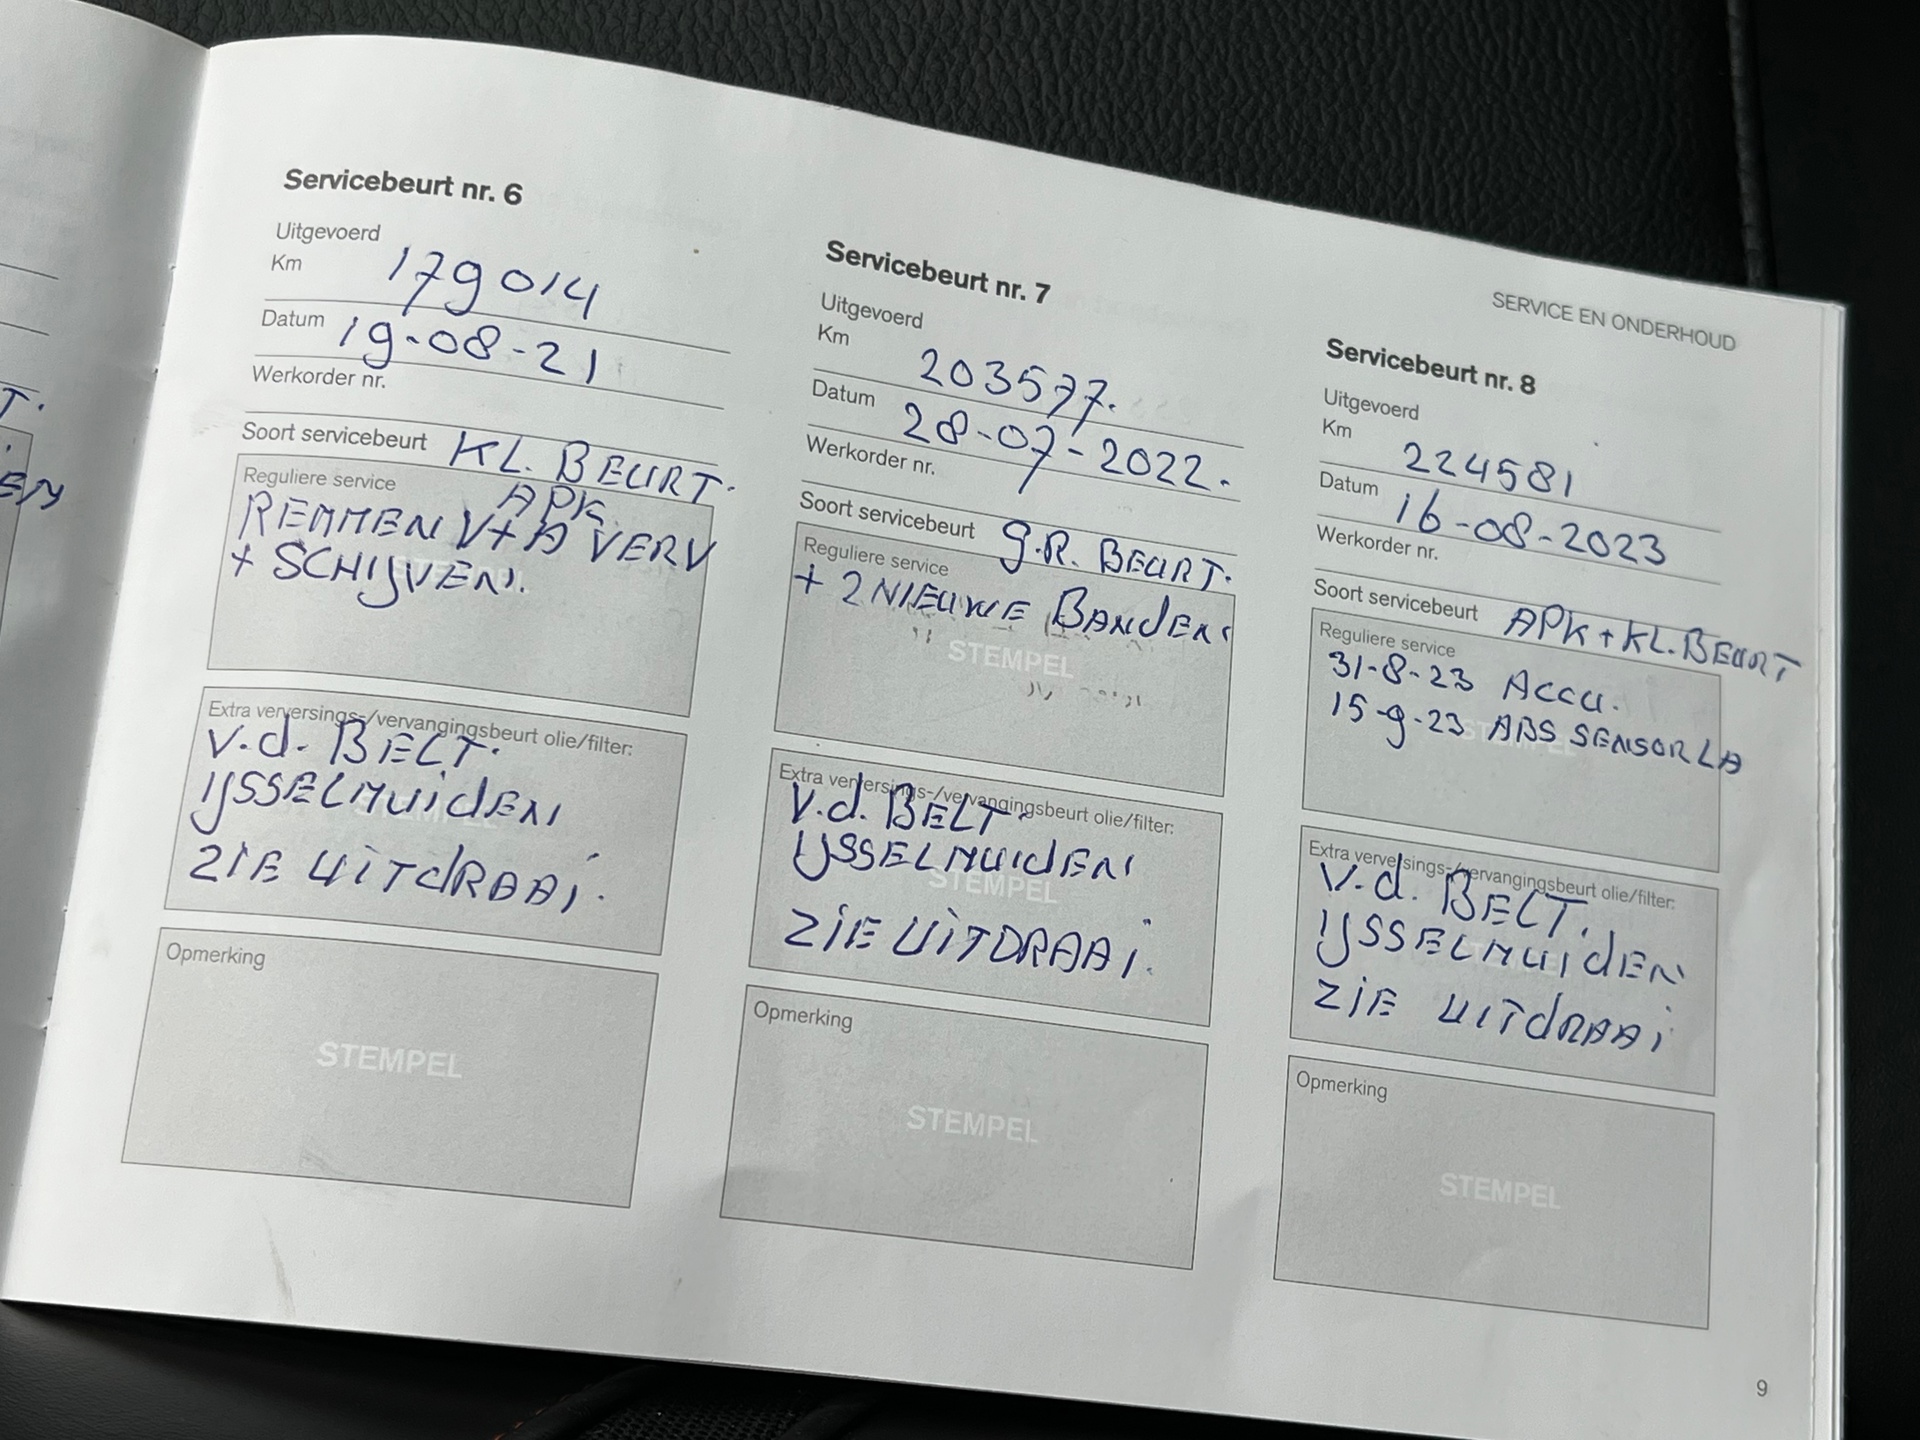 T.
EN
Servicebeurt nr. 6
Uitgevoerd
Km 179014
Datum 19-08-21
Werkorder nr.
Soort servicebeurt KL. BEURT.
Reguliere service APK
REMMEN V+A VERV
+ SCHIJVEN.
Extra verversings-/vervangingsbeurt olie/filter:
V.d. BELT.
IJSSELMUIDEN
ZIE UITDRAAI.
Opmerking
STEMPEL
Servicebeurt nr. 7
Uitgevoerd
Km 203577.
Datum 28-07-2022.
Werkorder nr.
Soort servicebeurt G.R. BEURT.
Reguliere service
+ 2 NIEUWE BANDEN
STEMPEL
Extra verversings-/vervangingsbeurt olie/filter:
V.d. BELT.
IJSSELMUIDEN
STEMPEL
ZIE UITDRAAI.
Opmerking
STEMPEL
SERVICE EN ONDERHOUD
Servicebeurt nr. 8
Uitgevoerd
Km 224581
Datum 16-08-2023
Werkorder nr.
Soort servicebeurt APK + KL. BEURT
Reguliere service
31-8-23 ACCU.
15-9-23 ABS SENSOR LA
Extra verversings-/vervangingsbeurt olie/filter:
V.d. BELT.
IJSSELMUIDEN
ZIE UITDRAAI
Opmerking
STEMPEL
9